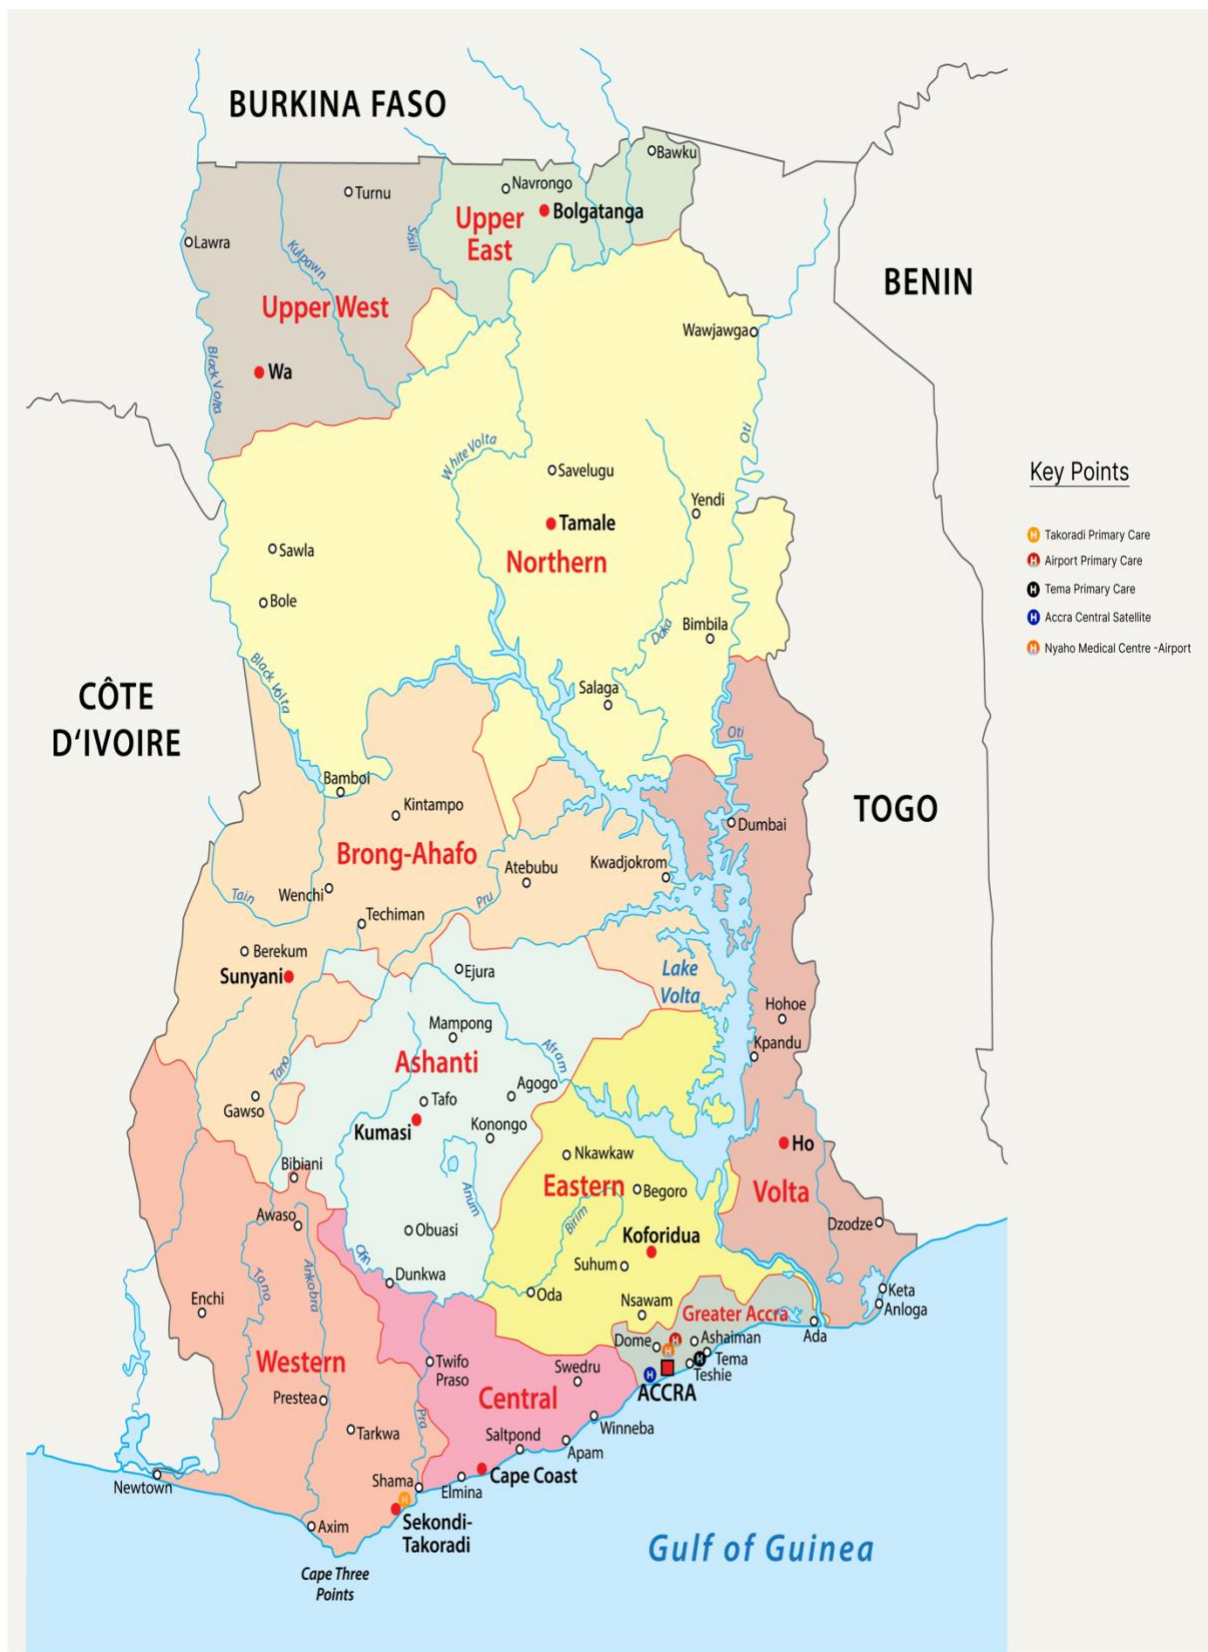 BURKINA FASO
Bawku
Navrongo
Turnu
Bolgatanga
Upper
East
Lawra
Kulpawn
Sisili
BENIN
Upper West
Wawjawga
Black Volta
Wa
White Volta
Oti
Savelugu
Key Points
Yendi
Tamale
Takoradi Primary Care
Sawla
Northern
Airport Primary Care
Tema Primary Care
Bole
Accra Central Satellite
Bimbila
Daka
Nyaho Medical Centre -Airport
Black Volta
Salaga
CÔTE
D'IVOIRE
Oti
Bamboi
Kintampo
TOGO
Dumbai
Brong-Ahafo
Atebubu
Kwadjokrom
Tain
Wenchi
Pru
Techiman
Berekum
Sunyani
Ejura
Lake
Volta
Hohoe
Mampong
Kpandu
Afram
Ashanti
Tano
Agogo
Gawso
Tafo
Kumasi
Konongo
Ho
Nkawkaw
Bibiani
Eastern
Begoro
Volta
Anum
Birim
Awaso
Dzodze
Obuasi
Koforidua
Ofin
Suhum
Dunkwa
Tano
Ankobra
Oda
Keta
Enchi
Nsawam
Anloga
Greater Accra
Ada
Dome
Ashaiman
Western
Tema
Twifo
Praso
Swedru
Teshie
ACCRA
Prestea
Central
Pra
Winneba
Tarkwa
Saltpond
Apam
Shama
Cape Coast
Newtown
Elmina
Axim
Sekondi-
Takoradi
Gulf of Guinea
Cape Three
Points
H
H
H
H
H
H
H
H
H
H